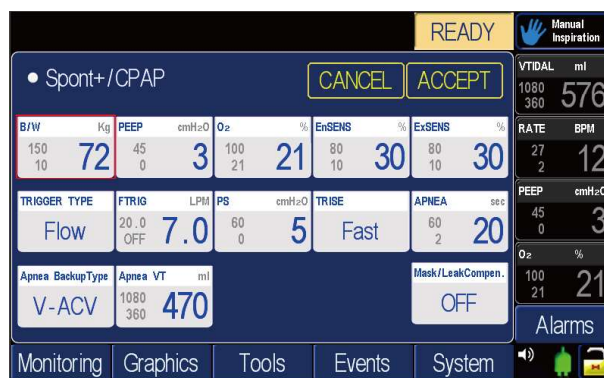 READY
Manual
Inspiration
● Spont+/CPAP
CANCEL
ACCEPT
B/W Kg
150
10
72
PEEP cmH2O
45
0
3
O2 %
100
21
21
EnSENS %
80
10
30
ExSENS %
80
10
30
TRIGGER TYPE
Flow
FTRIG LPM
20.0
OFF
7.0
PS cmH2O
60
0
5
TRISE
Fast
APNEA sec
60
2
20
Apnea BackupType
V-ACV
Apnea VT ml
1080
360
470
Mask/LeakCompen.
OFF
VTIDAL ml
1080
360
576
RATE BPM
27
2
12
PEEP cmH2O
45
0
3
O2 %
100
21
21
Alarms
Monitoring
Graphics
Tools
Events
System